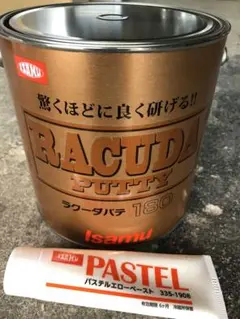 驚くほどに良く研げる!!
RACUDA
PUTTY
ラクーダパテ 180
Isamu
PASTEL
パステルエローペースト 335-1908